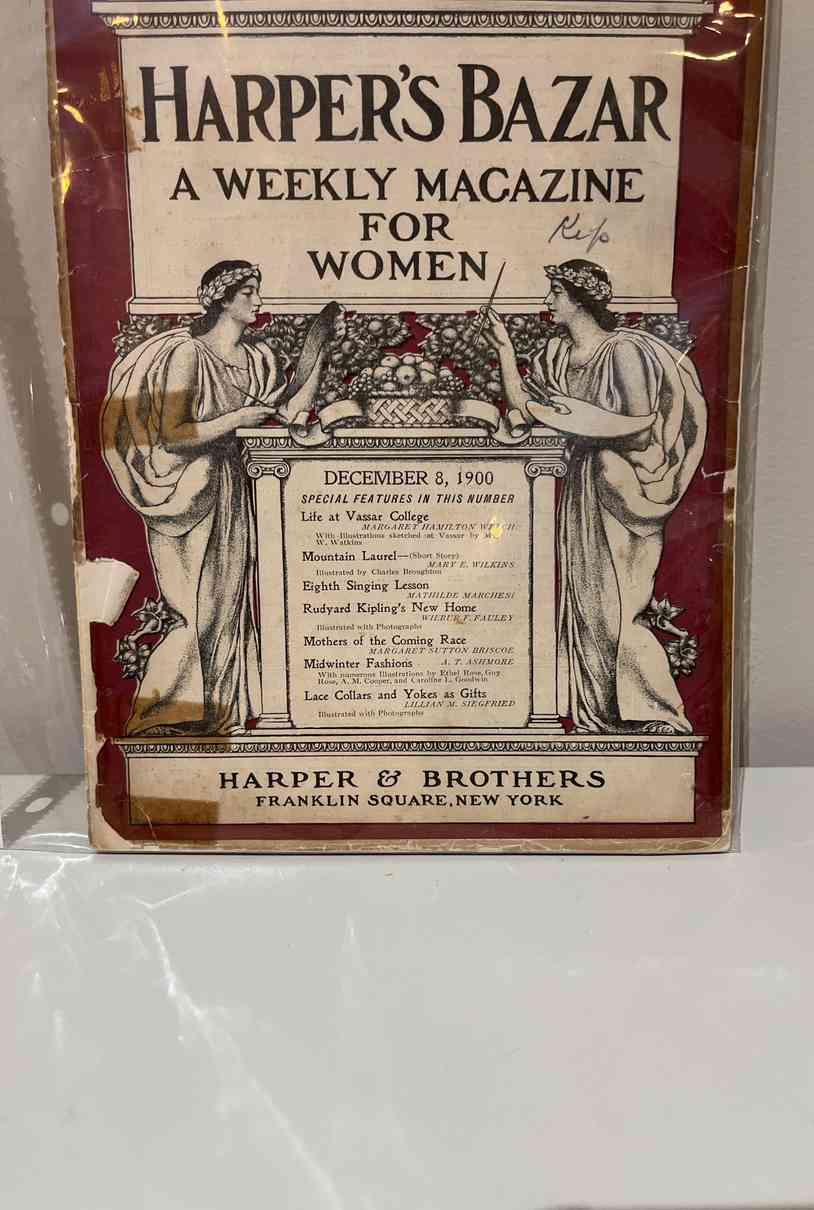 HARPER'S BAZAR
A WEEKLY MAGAZINE
FOR
WOMEN
DECEMBER 8, 1900
SPECIAL FEATURES IN THIS NUMBER
Life at Vassar College
MARGARET HAMILTON
With Illustrations sketched at Vassar by
W. Watkins
Mountain Laurel—(Short Story)
MARY E. WILKINS
Illustrated by Charles Broughton
Eighth Singing Lesson
MATHILDE MARCHESI
Rudyard Kipling's New Home
WILBUR F. FAULEY
Illustrated with Photographs
Mothers of the Coming Race
MARGARET SUTTON BRISCOE
Midwinter Fashions A. T. ASHMORE
With numerous Illustrations by Ethel Rose, Guy
Rose, A. M. Cooper, and Caroline L. Goodwin
Lace Collars and Yokes as Gifts
LILLIAN M. SIEGFRIED
Illustrated with Photographs
HARPER & BROTHERS
FRANKLIN SQUARE, NEW YORK